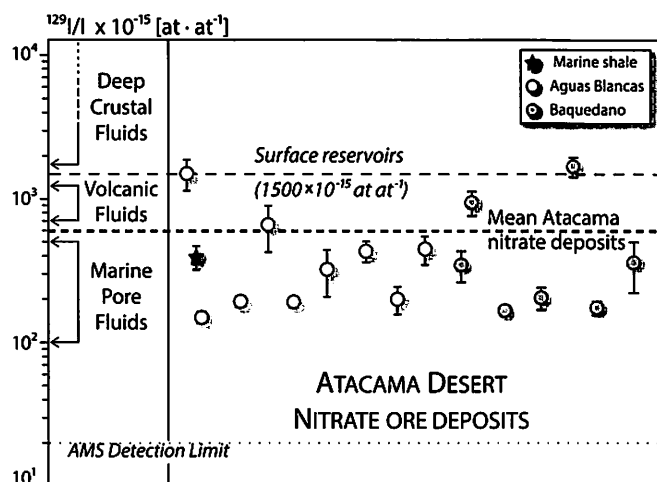 ¹²⁹I/I x 10⁻¹⁵ [at · at⁻¹]
10⁴
10³
10²
10¹
Deep
Crustal
Fluids
Volcanic
Fluids
Marine
Pore
Fluids
Marine shale
Aguas Blancas
Baquedano
Surface reservoirs
(1500×10⁻¹⁵ at at⁻¹)
Mean Atacama
nitrate deposits
ATACAMA DESERT
NITRATE ORE DEPOSITS
AMS Detection Limit